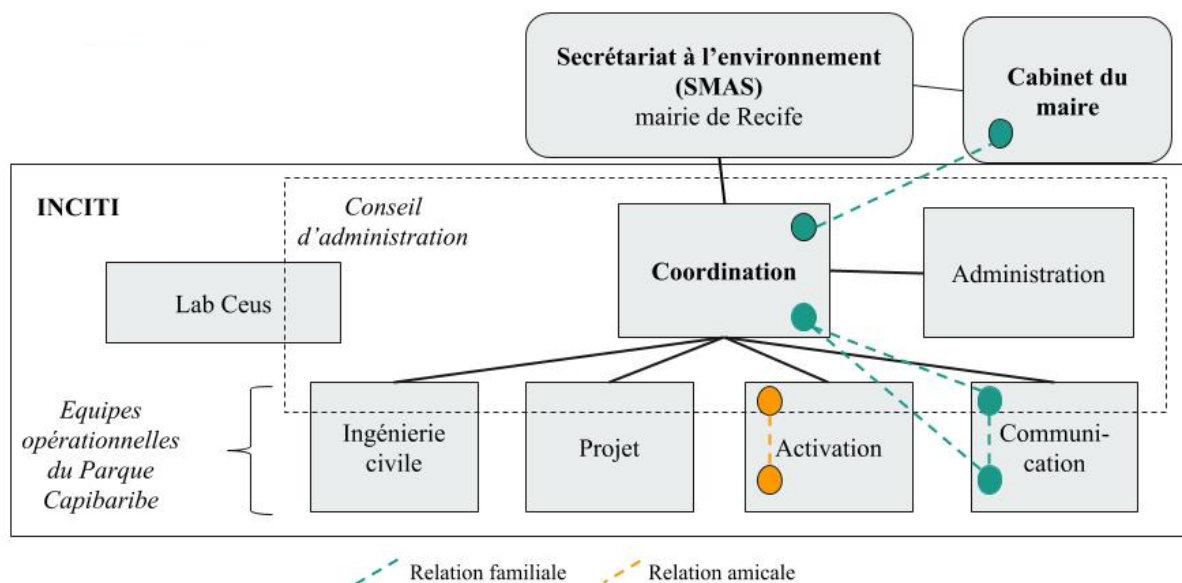 Secrétariat à l’environnement
(SMAS)
mairie de Recife
Cabinet du
maire
INCITI
Conseil
d’administration
Coordination
Administration
Lab Ceus
Equipes
opérationnelles
du Parque
Capibaribe
Ingénierie
civile
Projet
Activation
Communi-
cation
Relation familiale
Relation amicale